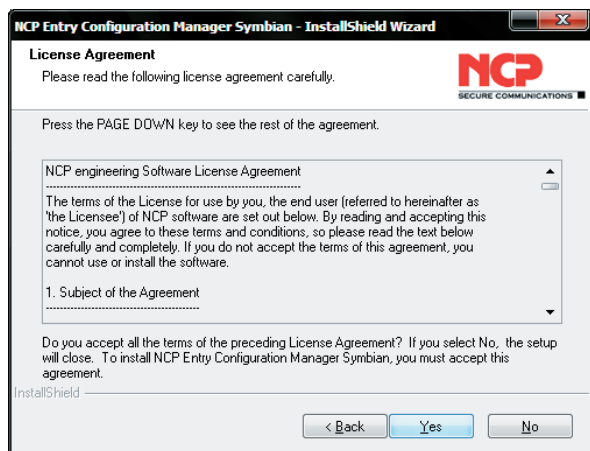 NCP Entry Configuration Manager Symbian - InstallShield Wizard
License Agreement
Please read the following license agreement carefully.
NCP
SECURE COMMUNICATIONS
Press the PAGE DOWN key to see the rest of the agreement.
NCP engineering Software License Agreement
------------------------------------------------------------------------
The terms of the License for use by you, the end user (referred to hereinafter as
'the Licensee') of NCP software are set out below. By reading and accepting this
notice, you agree to these terms and conditions, so please read the text below
carefully and completely. If you do not accept the terms of this agreement, you
cannot use or install the software.
1. Subject of the Agreement
-------------------------------------------
Do you accept all the terms of the preceding License Agreement? If you select No, the setup
will close. To install NCP Entry Configuration Manager Symbian, you must accept this
agreement.
InstallShield
< Back
Yes
No